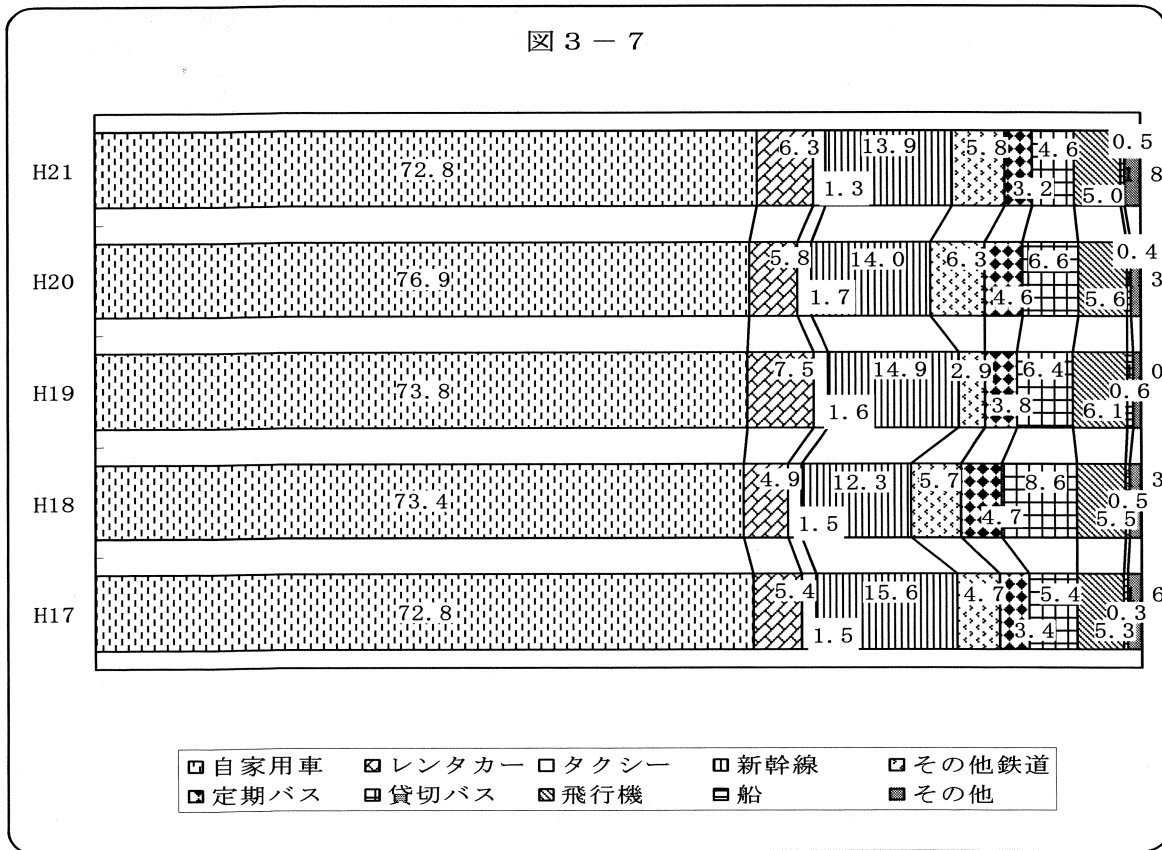 図3-7
H21 72.8 6.3 1.3 13.9 5.8 3.2 4.6 5.0 0.5 8
H20 76.9 5.8 1.7 14.0 6.3 4.6 6.6 5.6 0.4 3
H19 73.8 7.5 1.6 14.9 2.9 3.8 6.4 6.1 0.6 0
H18 73.4 4.9 1.5 12.3 5.7 4.7 8.6 5.5 0.5 3
H17 72.8 5.4 1.5 15.6 4.7 3.4 5.4 5.3 0.3 6
自家用車 レンタカー タクシー 新幹線 その他鉄道
定期バス 貸切バス 飛行機 船 その他